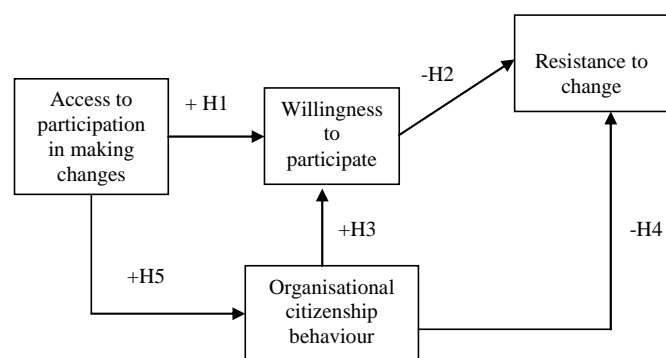 Access to
participation
in making
changes
+ H1
Willingness
to
participate
-H2
Resistance to
change
+H3
-H4
+H5
Organisational
citizenship
behaviour